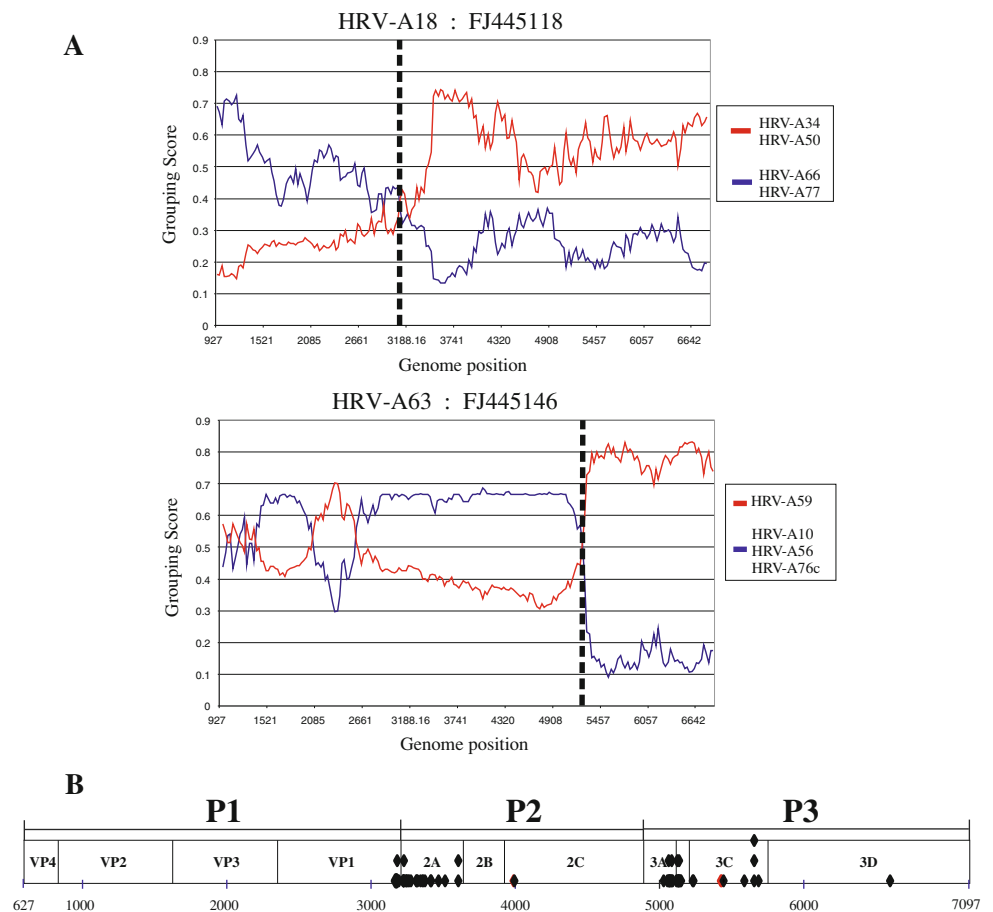 A
HRV-A18 : FJ445118
Grouping Score
0.9
0.8
0.7
0.6
0.5
0.4
0.3
0.2
0.1
0
927 1521 2085 2661 3188.16 3741 4320 4908 5457 6057 6642
Genome position
HRV-A34
HRV-A50
HRV-A66
HRV-A77
HRV-A63 : FJ445146
Grouping Score
0.9
0.8
0.7
0.6
0.5
0.4
0.3
0.2
0.1
0
927 1521 2085 2661 3188.16 3741 4320 4908 5457 6057 6642
Genome position
HRV-A59
HRV-A10
HRV-A56
HRV-A76c
B
P1 P2 P3
VP4 VP2 VP3 VP1 2A 2B 2C 3A 3C 3D
627 1000 2000 3000 4000 5000 6000 7097